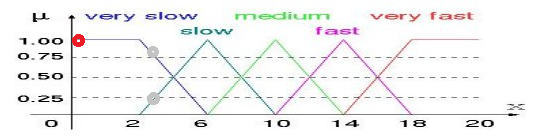 μ very slow medium very fast
slow fast
1.00
0.75
0.50
0.25
x
0 2 6 10 14 18 20